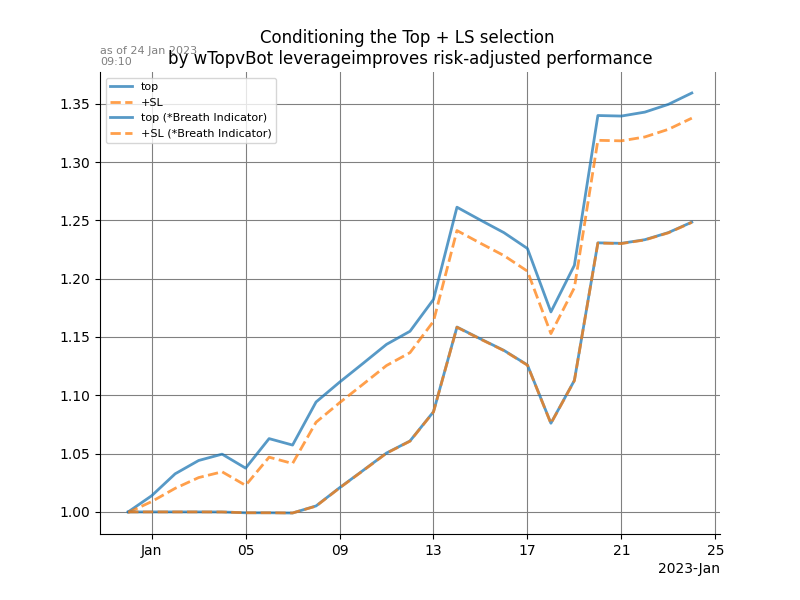 Conditioning the Top + LS selection
by wTopvBot leverageimproves risk-adjusted performance
as of 24 Jan 2023
09:10
top
+SL
top (*Breath Indicator)
+SL (*Breath Indicator)
1.35
1.30
1.25
1.20
1.15
1.10
1.05
1.00
Jan 05 09 13 17 21 25
2023-Jan